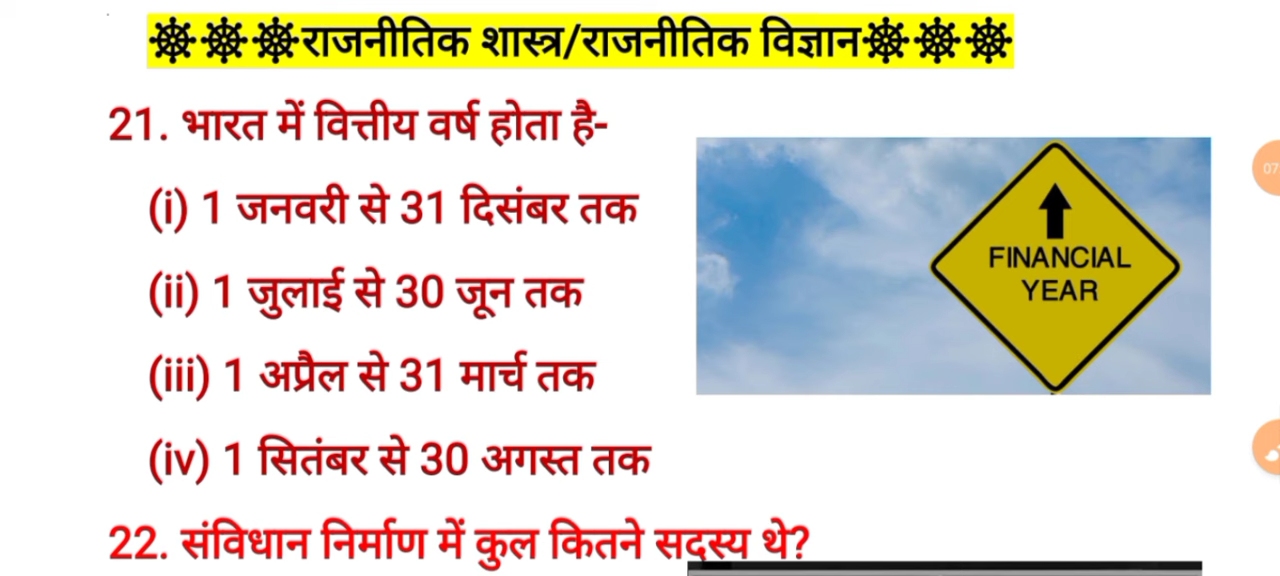 ☸☸☸राजनीतिक शास्त्र/राजनीतिक विज्ञान☸☸☸
21. भारत में वित्तीय वर्ष होता है-
(i) 1 जनवरी से 31 दिसंबर तक
(ii) 1 जुलाई से 30 जून तक
(iii) 1 अप्रैल से 31 मार्च तक
(iv) 1 सितंबर से 30 अगस्त तक
FINANCIAL
YEAR
07
22. संविधान निर्माण में कुल कितने सदस्य थे?